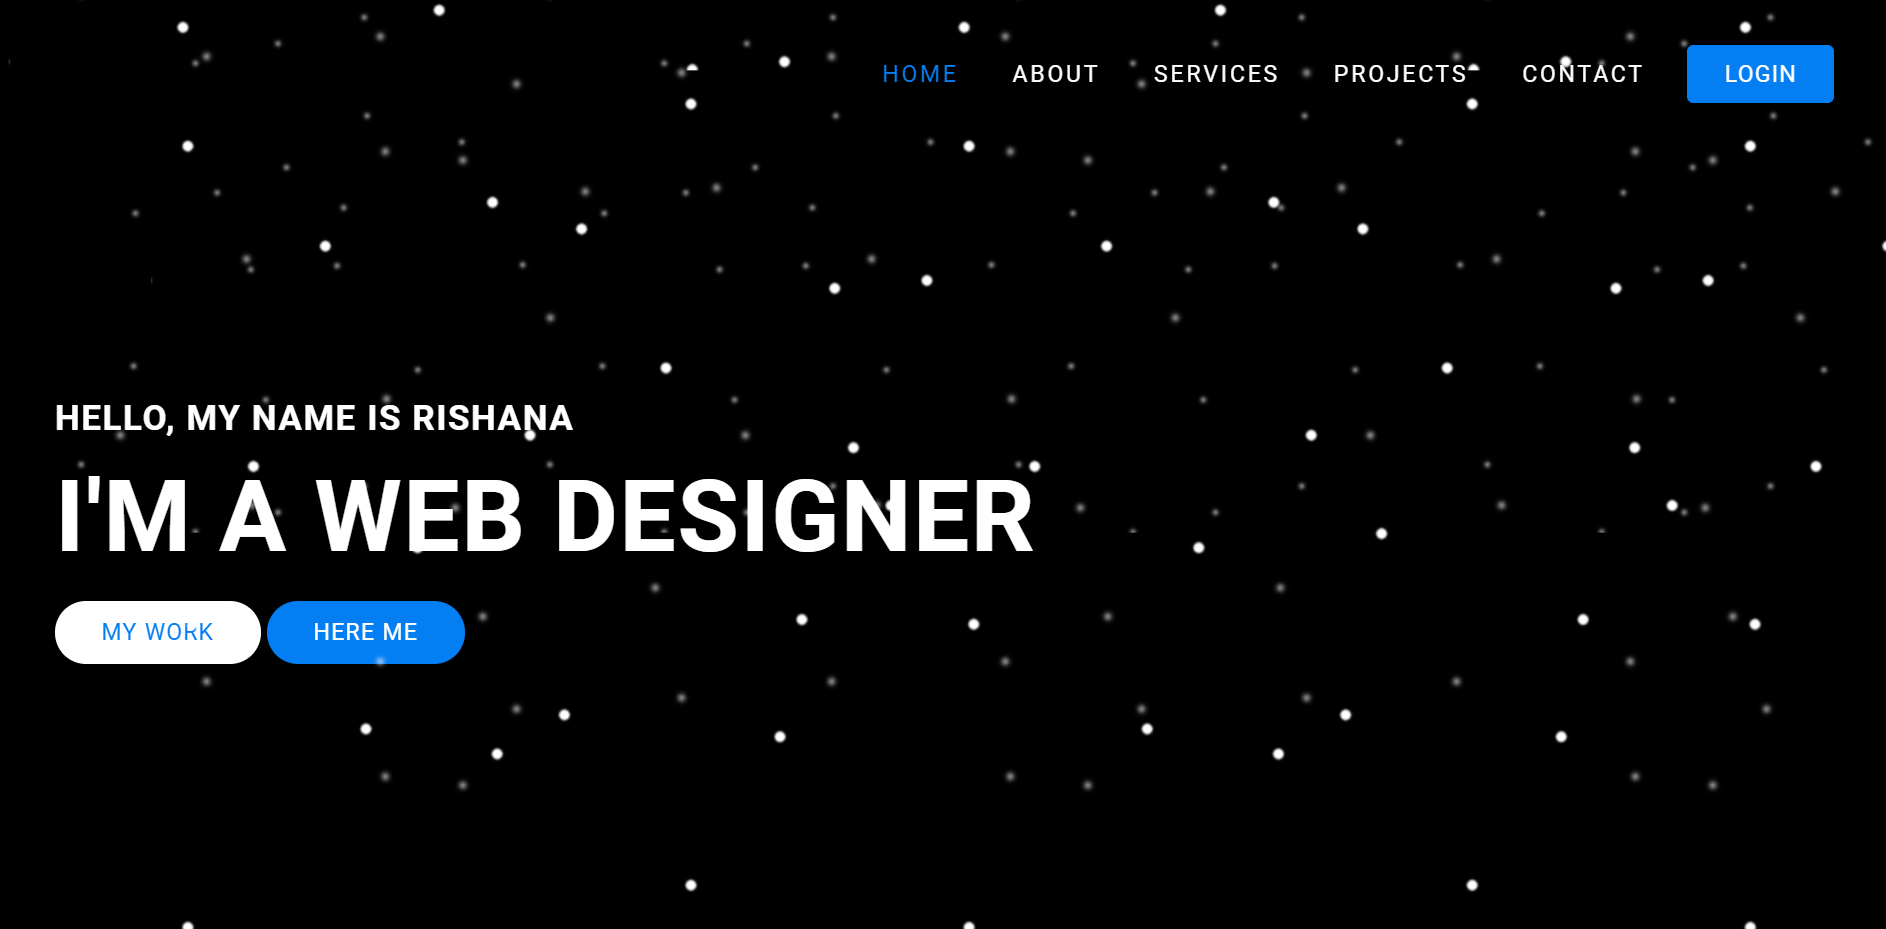 HOME ABOUT SERVICES PROJECTS CONTACT LOGIN
HELLO, MY NAME IS RISHANA
I'M A WEB DESIGNER
MY WORK HERE ME